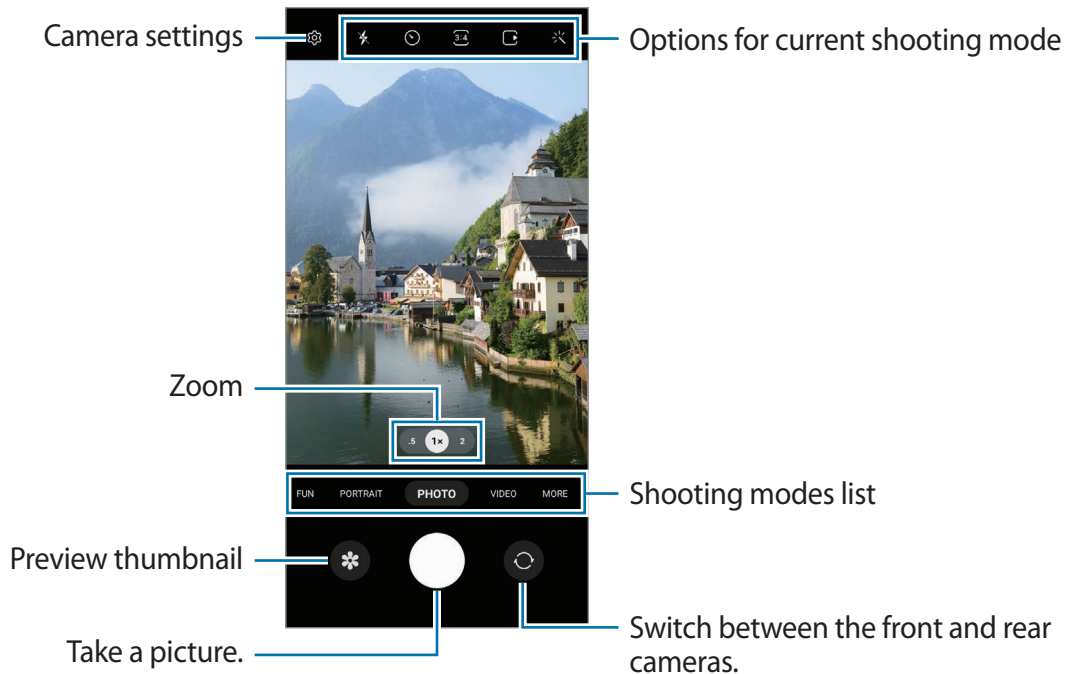 Camera settings
3:4
Options for current shooting mode
Zoom
.5 1× 2
FUN PORTRAIT PHOTO VIDEO MORE
Shooting modes list
Preview thumbnail
Take a picture.
Switch between the front and rear
cameras.